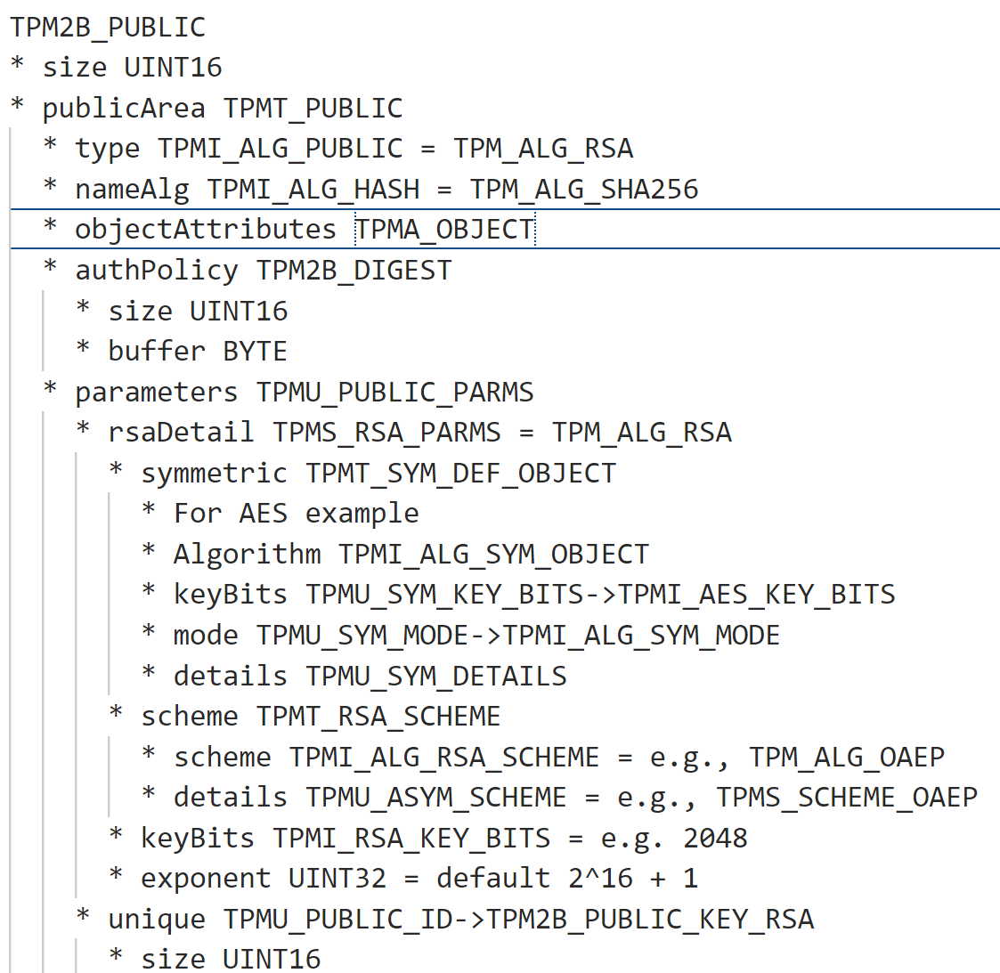 TPM2B_PUBLIC
* size UINT16
* publicArea TPMT_PUBLIC
* type TPMI_ALG_PUBLIC = TPM_ALG_RSA
* nameAlg TPMI_ALG_HASH = TPM_ALG_SHA256
* objectAttributes TPMA_OBJECT
* authPolicy TPM2B_DIGEST
* size UINT16
* buffer BYTE
* parameters TPMU_PUBLIC_PARMS
* rsaDetail TPMS_RSA_PARMS = TPM_ALG_RSA
* symmetric TPMT_SYM_DEF_OBJECT
* For AES example
* Algorithm TPMI_ALG_SYM_OBJECT
* keyBits TPMU_SYM_KEY_BITS->TPMI_AES_KEY_BITS
* mode TPMU_SYM_MODE->TPMI_ALG_SYM_MODE
* details TPMU_SYM_DETAILS
* scheme TPMT_RSA_SCHEME
* scheme TPMI_ALG_RSA_SCHEME = e.g., TPM_ALG_OAEP
* details TPMU_ASYM_SCHEME = e.g., TPMS_SCHEME_OAEP
* keyBits TPMI_RSA_KEY_BITS = e.g. 2048
* exponent UINT32 = default 2^16 + 1
* unique TPMU_PUBLIC_ID->TPM2B_PUBLIC_KEY_RSA
* size UINT16